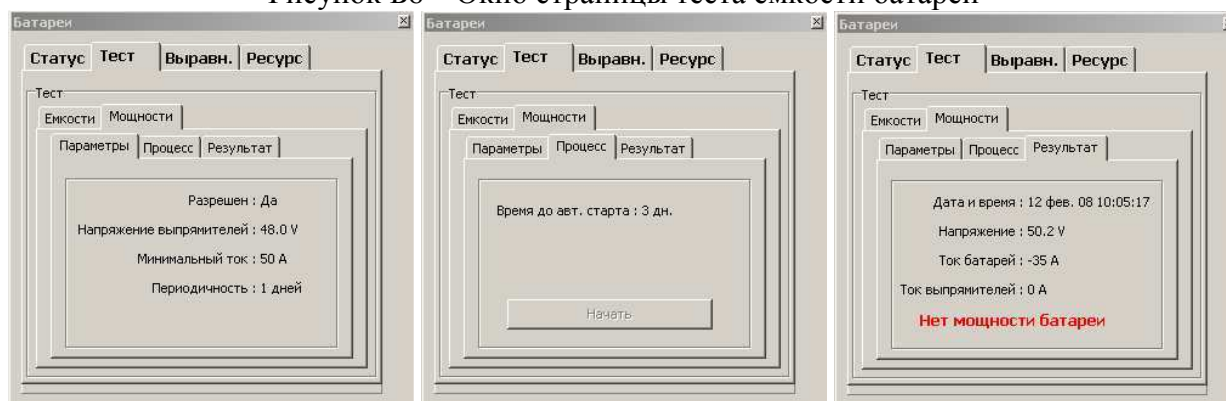 Рисунок В8 – Окно страницы теста емкости батареи
Батареи
Статус Тест Выравн. Ресурс
Тест
Емкости Мощности
Параметры Процесс Результат
Разрешен : Да
Напряжение выпрямителей : 48.0 V
Минимальный ток : 50 A
Периодичность : 1 дней
Батареи
Статус Тест Выравн. Ресурс
Тест
Емкости Мощности
Параметры Процесс Результат
Время до авт. старта : 3 дн.
Начать
Батареи
Статус Тест Выравн. Ресурс
Тест
Емкости Мощности
Параметры Процесс Результат
Дата и время : 12 фев. 08 10:05:17
Напряжение : 50.2 V
Ток батарей : -35 A
Ток выпрямителей : 0 A
Нет мощности батареи